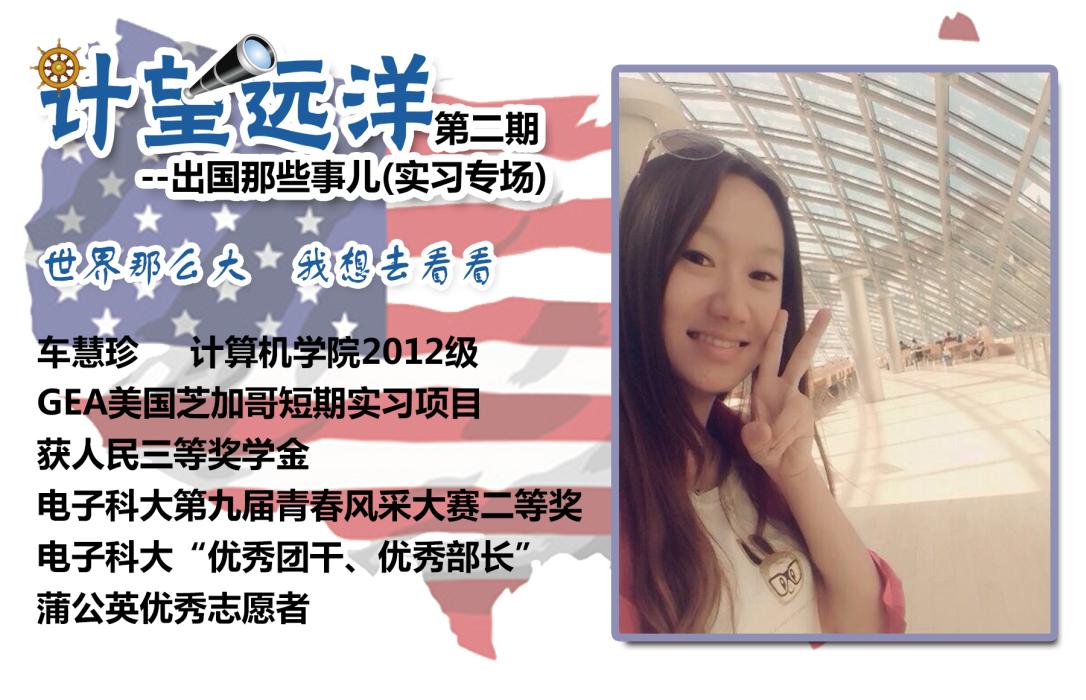 计望远洋第二期
--出国那些事儿(实习专场)
世界那么大 我想去看看
车慧珍 计算机学院2012级
GEA美国芝加哥短期实习项目
获人民三等奖学金
电子科大第九届青春风采大赛二等奖
电子科大“优秀团干、优秀部长”
蒲公英优秀志愿者